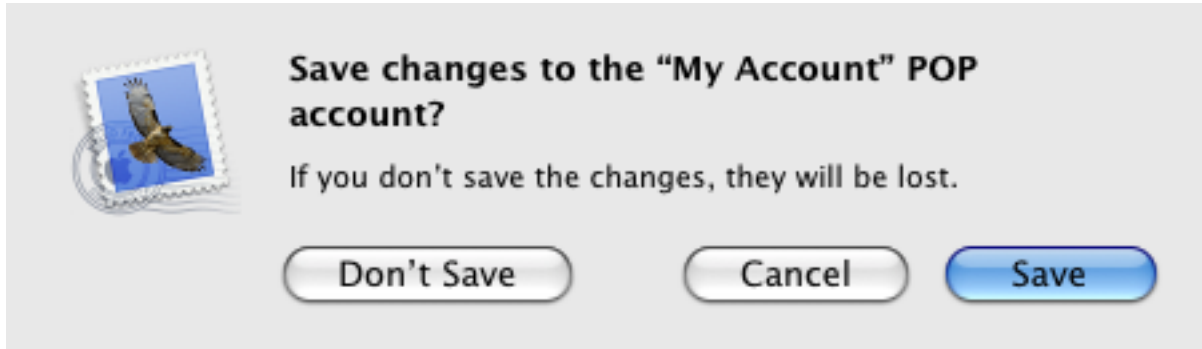 Save changes to the “My Account” POP
account?
If you don’t save the changes, they will be lost.
Don’t Save
Cancel
Save